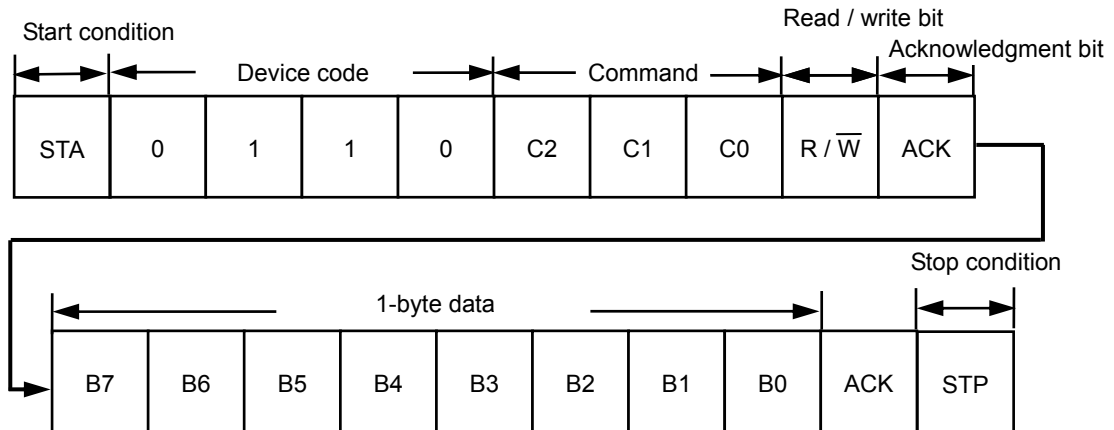 Read / write bit
Start condition
Acknowledgment bit
Device code
Command
STA 0 1 1 0 C2 C1 C0 R / W̅ ACK
Stop condition
1-byte data
B7 B6 B5 B4 B3 B2 B1 B0 ACK STP